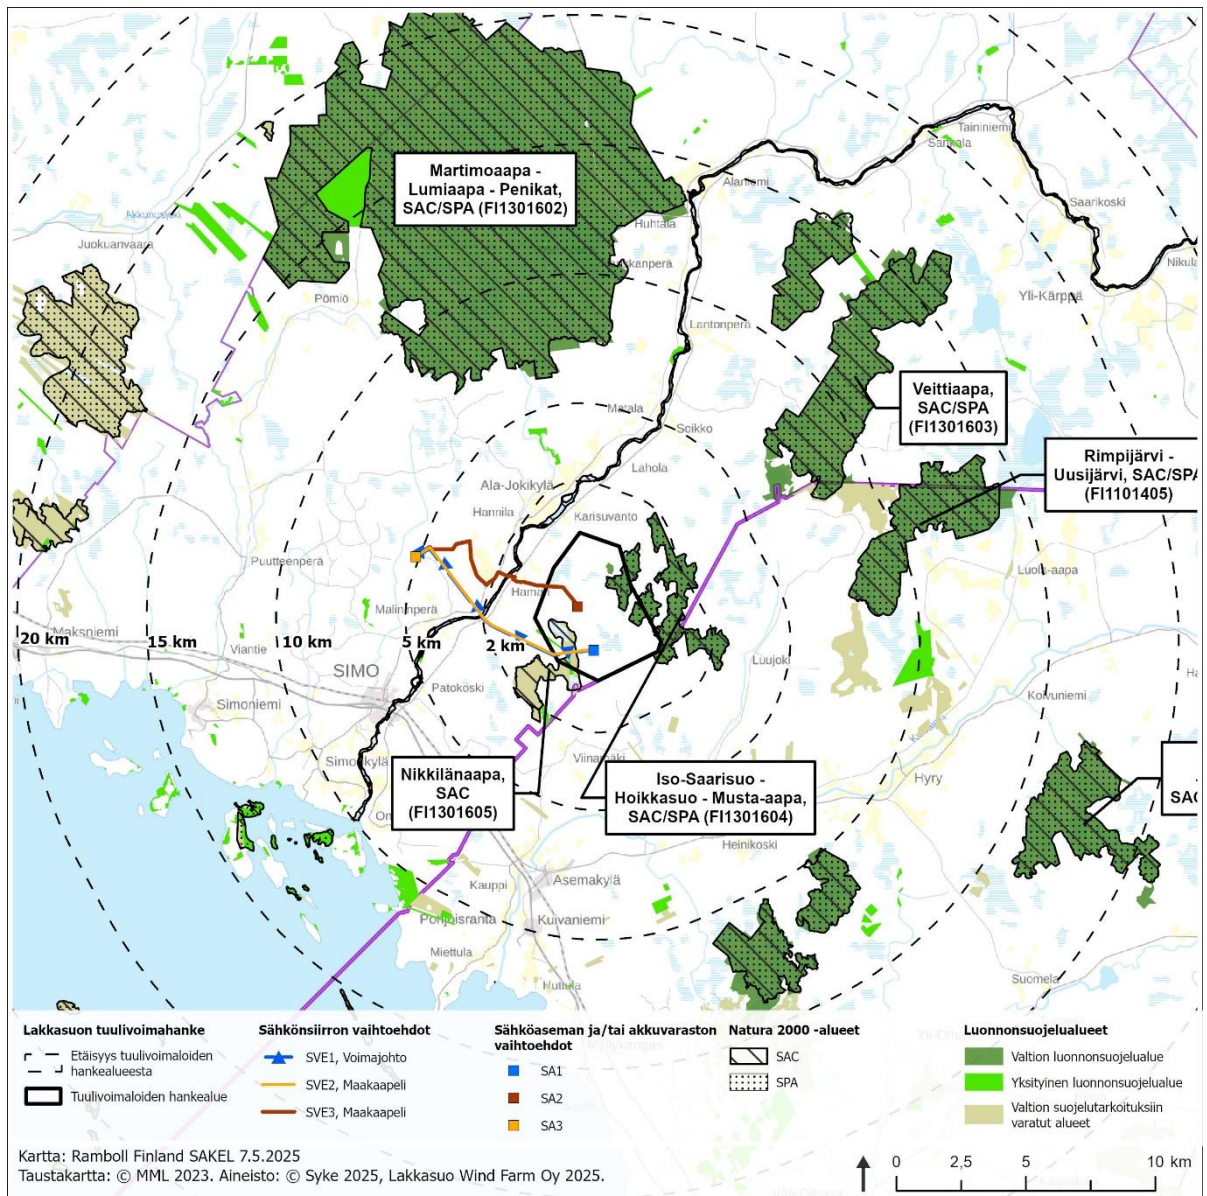 Martimoaapa -
Lumiaapa - Penikat,
SAC/SPA (FI1301602)
Taininiemi
Sankala
Alaniemi
Saarikoski
Huhtala
Juokuanvaara
Nikula
Pömiö
Yli-Kärppä
Lantonperä
Veittiaapa,
SAC/SPA
(FI1301603)
Matala
Soikko
Rimpijärvi -
Uusijärvi, SAC/SPA
(FI1101405)
Lahola
Ala-Jokikylä
Hannila
Karisuvanto
Puutteenperä
Luola-aapa
Hamari
Malininperä
Maksniemi
20 km
15 km
10 km
5 km
2 km
Viantie
SIMO
Luujoki
Patokoski
Koivuniemi
Simoniemi
Viinamäki
Nikkilänaapa,
SAC
(FI1301605)
Iso-Saarisuo -
Hoikkasuo - Musta-aapa,
SAC/SPA (FI1301604)
Hyry
SAC
Heinikoski
Kauppi
Asemakylä
Pohjoisranta
Kuivaniemi
Miettula
Suomela
Nuttula
Lakkasuon tuulivoimahanke
Etäisyys tuulivoimaloiden
hankealueesta
Tuulivoimaloiden hankealue
Sähkönsiirron vaihtoehdot
SVE1, Voimajohto
SVE2, Maakaapeli
SVE3, Maakaapeli
Sähköaseman ja/tai akkuvaraston
vaihtoehdot
SA1
SA2
SA3
Natura 2000 -alueet
SAC
SPA
Luonnonsuojelualueet
Valtion luonnonsuojelualue
Yksityinen luonnonsuojelualue
Valtion suojelutarkoituksiin
varatut alueet
Kartta: Ramboll Finland SAKEL 7.5.2025
Taustakartta: © MML 2023. Aineisto: © Syke 2025, Lakkasuo Wind Farm Oy 2025.
0 2,5 5 10 km